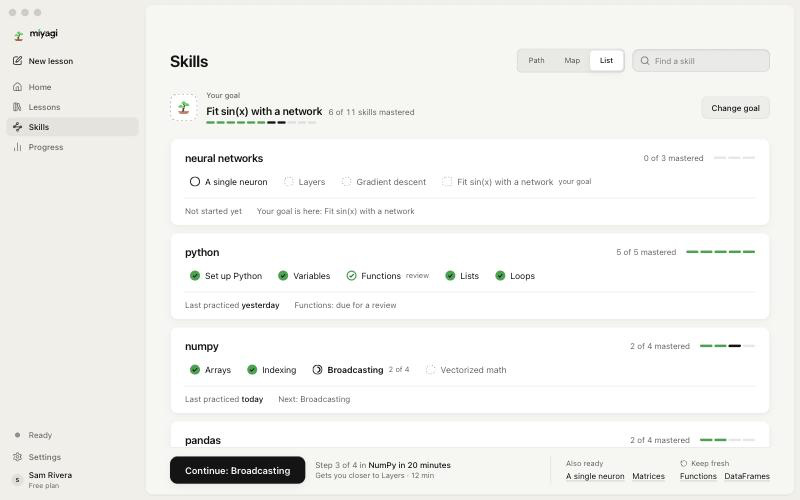 miyagi
New lesson
Home
Lessons
Skills
Progress
Ready
Settings
S
Sam Rivera
Free plan
Skills
Path Map List
Find a skill
Your goal
Fit sin(x) with a network 6 of 11 skills mastered
Change goal
neural networks 0 of 3 mastered
A single neuron Layers Gradient descent Fit sin(x) with a network your goal
Not started yet Your goal is here: Fit sin(x) with a network
python 5 of 5 mastered
Set up Python Variables Functions review Lists Loops
Last practiced yesterday Functions: due for a review
numpy 2 of 4 mastered
Arrays Indexing Broadcasting 2 of 4 Vectorized math
Last practiced today Next: Broadcasting
pandas 2 of 4 mastered
Continue: Broadcasting
Step 3 of 4 in NumPy in 20 minutes
Gets you closer to Layers · 12 min
Also ready
A single neuron Matrices
Keep fresh
Functions DataFrames